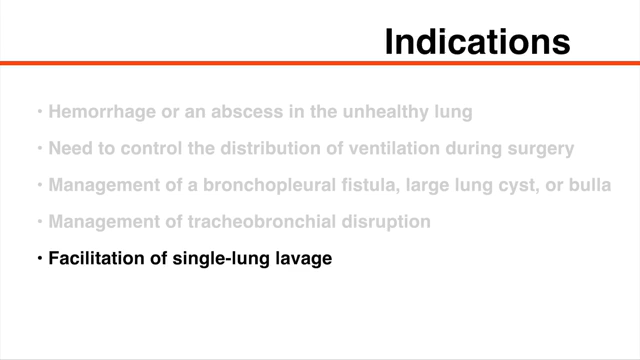 Indications
• Hemorrhage or an abscess in the unhealthy lung
• Need to control the distribution of ventilation during surgery
• Management of a bronchopleural fistula, large lung cyst, or bulla
• Management of tracheobronchial disruption
• Facilitation of single-lung lavage